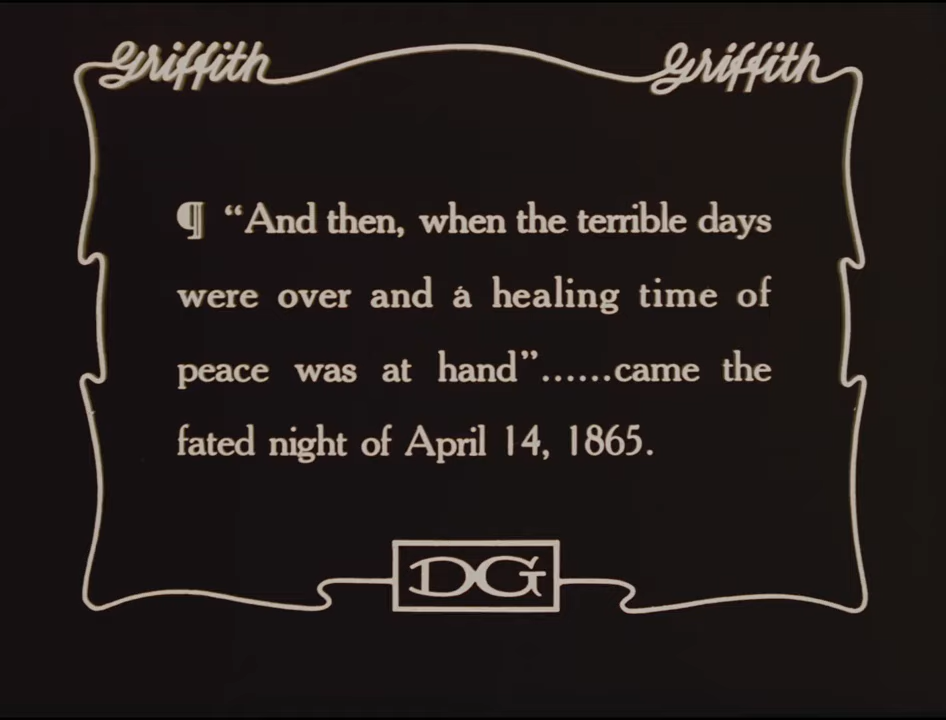 Griffith Griffith
¶ “And then, when the terrible days
were over and a healing time of
peace was at hand”......came the
fated night of April 14, 1865.
DG